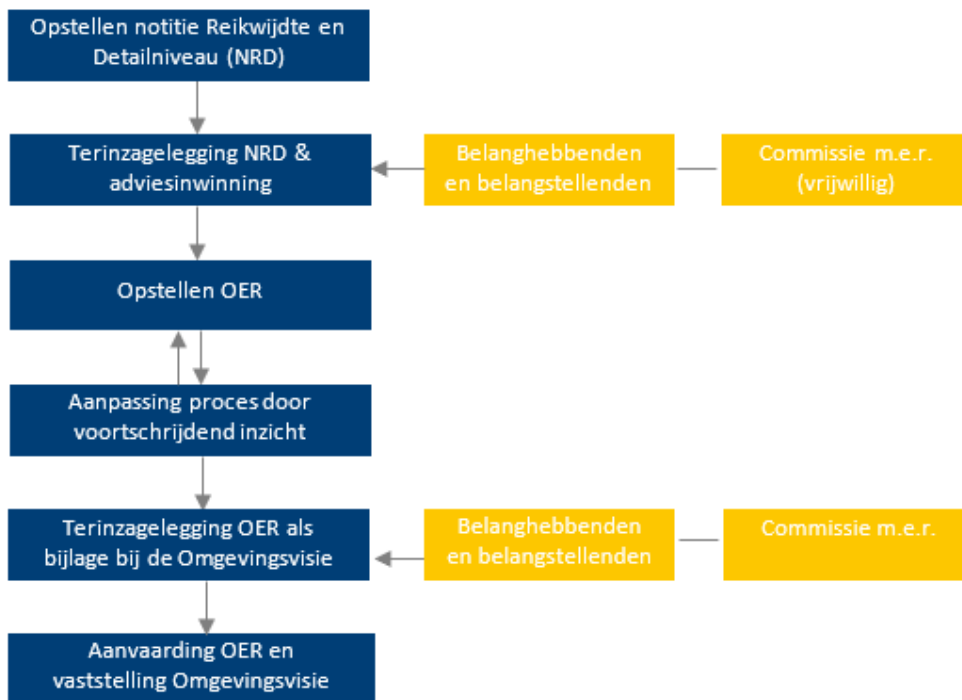 Opstellen notitie Reikwijdte en
Detailniveau (NRD)
Terinzagelegging NRD &
adviesinwinning
Belanghebbenden
en belangstellenden
Commissie m.e.r.
(vrijwillig)
Opstellen OER
Aanpassing proces door
voortschrijdend inzicht
Terinzagelegging OER als
bijlage bij de Omgevingsvisie
Belanghebbenden
en belangstellenden
Commissie m.e.r.
Aanvaarding OER en
vaststelling Omgevingsvisie